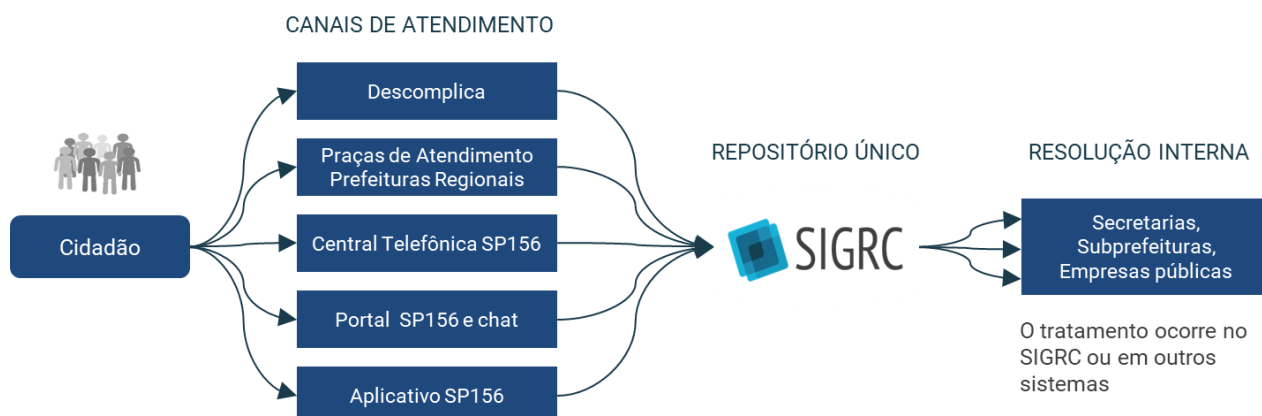 CANAIS DE ATENDIMENTO
Cidadão
Descomplica
Praças de Atendimento
Prefeituras Regionais
Central Telefônica SP156
Portal SP156 e chat
Aplicativo SP156
REPOSITÓRIO ÚNICO
SIGRC
RESOLUÇÃO INTERNA
Secretarias,
Subprefeituras,
Empresas públicas
O tratamento ocorre no
SIGRC ou em outros
sistemas